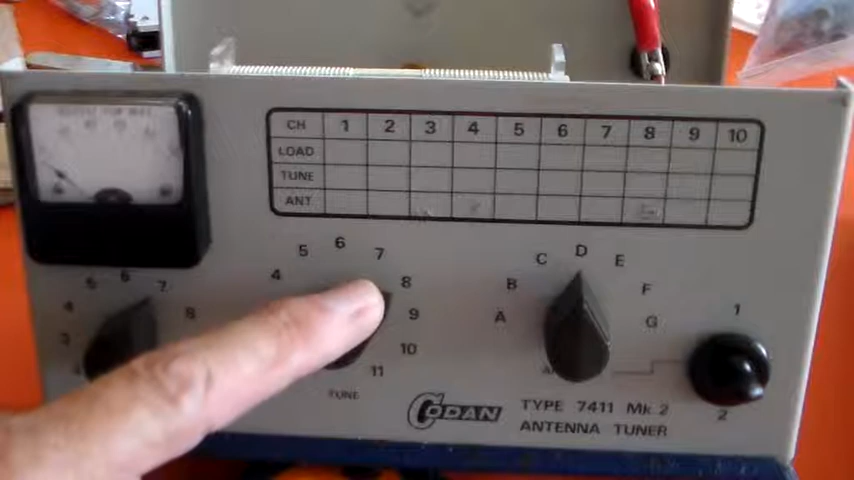 CH 1 2 3 4 5 6 7 8 9 10
LOAD
TUNE
ANT
5 6 7
4 8
9
10
11
TUNE
3 4 5 6 7 8
A B C D E F G
1
2
CODAN TYPE 7411 Mk 2
ANTENNA TUNER